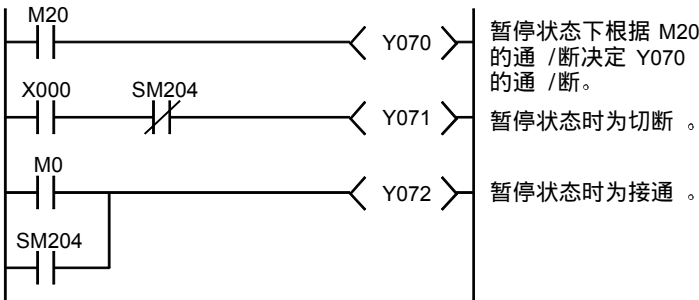 M20
Y070
暂停状态下根据 M20
的通 /断决定 Y070
的通 /断。
X000 SM204
Y071
暂停状态时为切断 。
M0
Y072
暂停状态时为接通 。
SM204